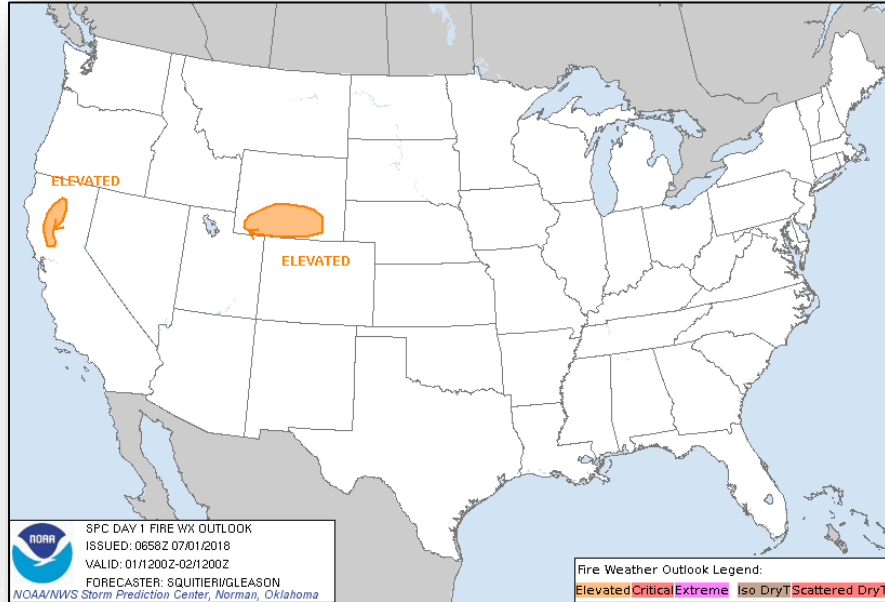 ELEVATED
ELEVATED
NOAA
SPC DAY 1 FIRE WX OUTLOOK
ISSUED: 0658Z 07/01/2018
VALID: 01/1200Z-02/1200Z
FORECASTER: SQUITIERI/GLEASON
NOAA/NWS Storm Prediction Center, Norman, Oklahoma
Fire Weather Outlook Legend:
Elevated Critical Extreme Iso DryT Scattered DryT